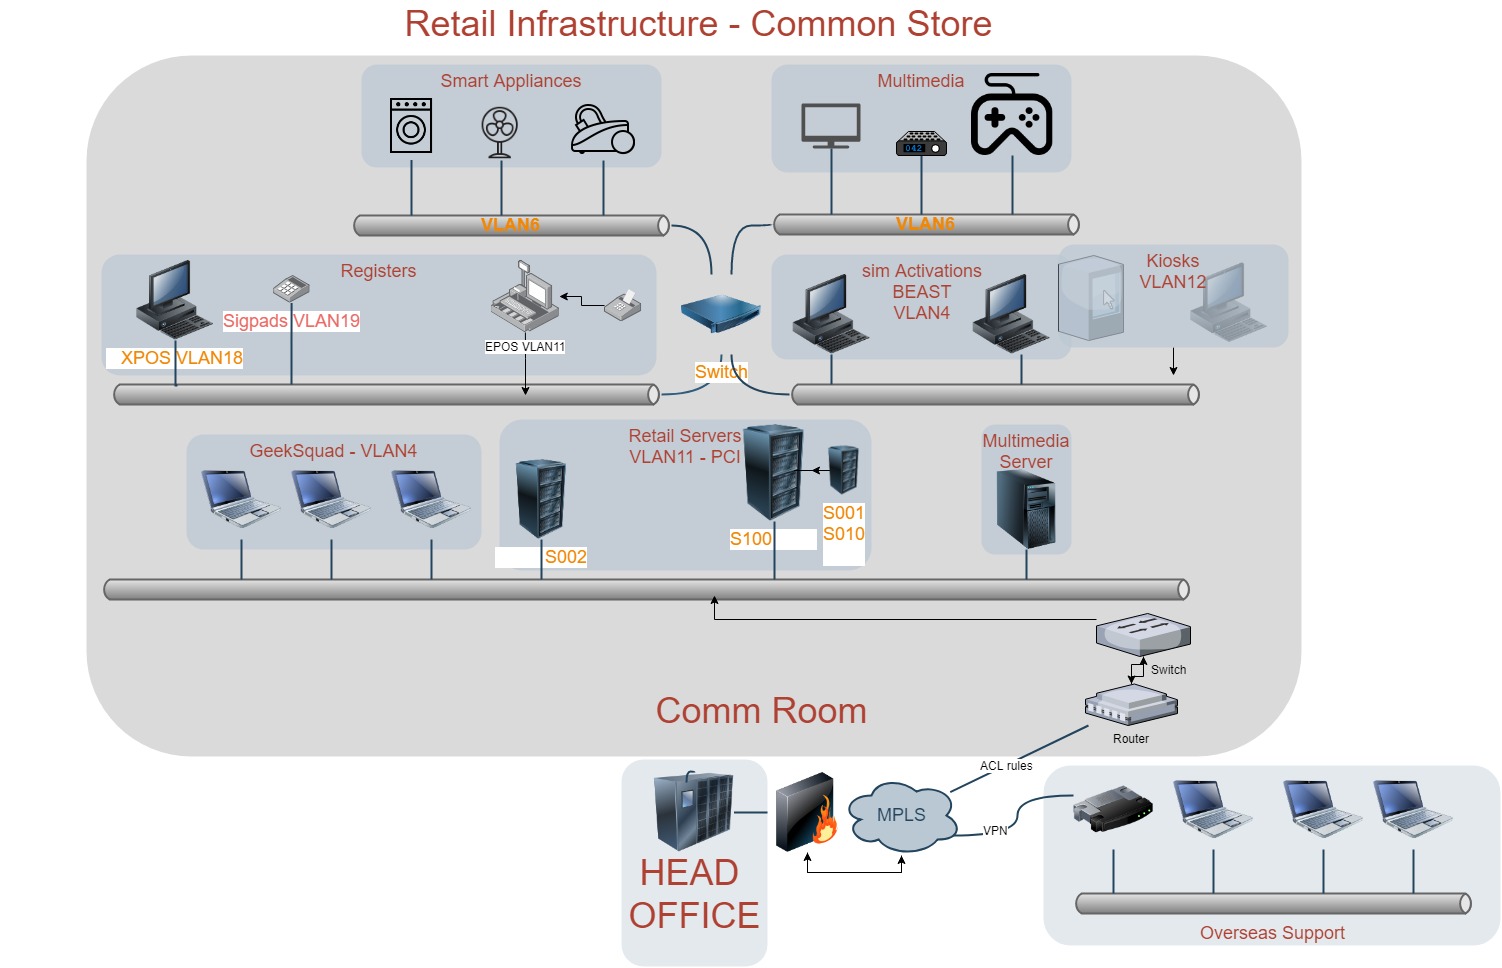 Retail Infrastructure - Common Store
Smart Appliances
Multimedia
042
VLAN6
VLAN6
Registers
Sigpads VLAN19
XPOS VLAN18
EPOS VLAN11
sim Activations
BEAST
VLAN4
Kiosks
VLAN12
Switch
GeekSquad - VLAN4
Retail Servers
VLAN11 - PCI
S002
S100
S001
S010
Multimedia
Server
Switch
Comm Room
Router
ACL rules
MPLS
VPN
HEAD
OFFICE
Overseas Support